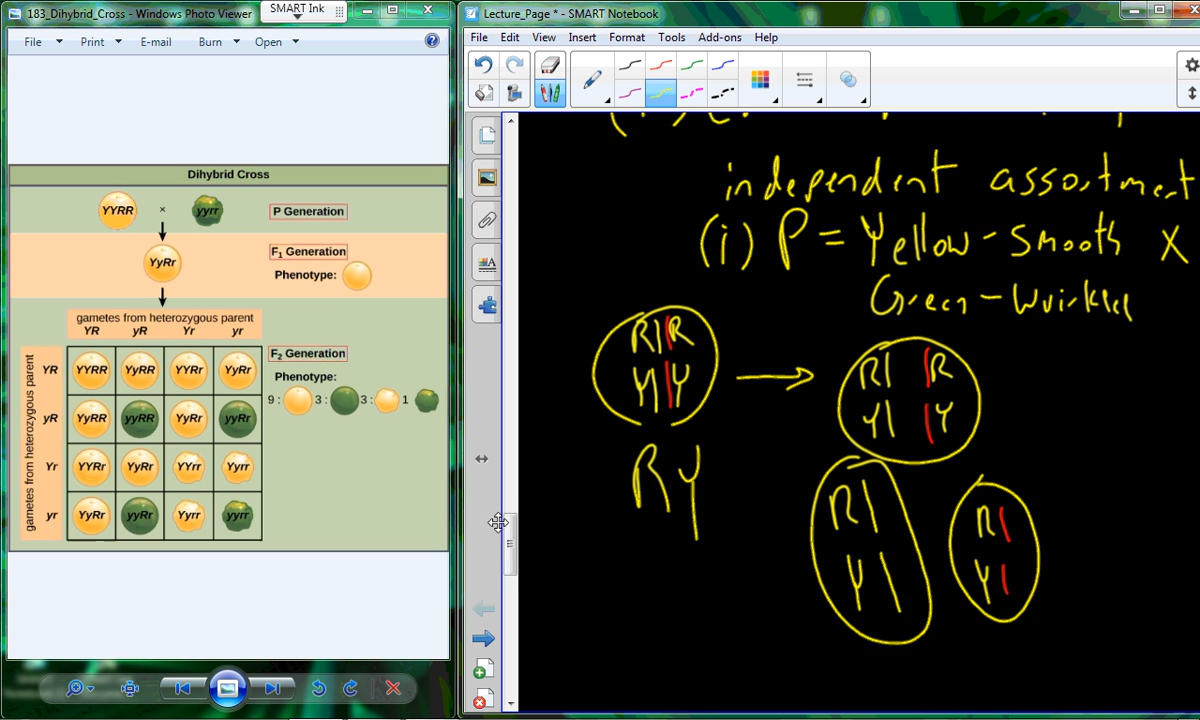 183_Dihybrid_Cross - Windows Photo Viewer
SMART Ink
File Print E-mail Burn Open
Dihybrid Cross
YYRR × yyrr P Generation
F1 Generation
YyRr
Phenotype:
gametes from heterozygous parent
YR yR Yr yr
F2 Generation
Phenotype:
9 : 3 : 3 : 1
gametes from heterozygous parent
YR YYRR YyRR YYRr YyRr
yR YyRR yyRR YyRr yyRr
Yr YYRr YyRr YYrr Yyrr
yr YyRr yyRr Yyrr yyrr
Lecture_Page * - SMART Notebook
File Edit View Insert Format Tools Add-ons Help
independent assortment
(i) P = Yellow-smooth X
Green-wrinkled
R R
Y Y
R Y
R R
Y Y
R
Y
R
Y